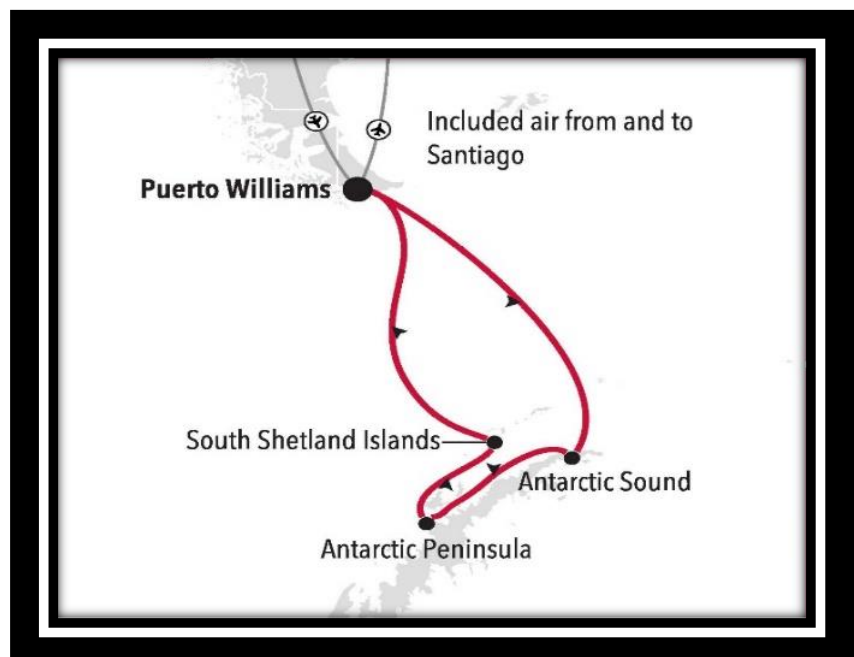 Included air from and to
Santiago
Puerto Williams
South Shetland Islands
Antarctic Sound
Antarctic Peninsula